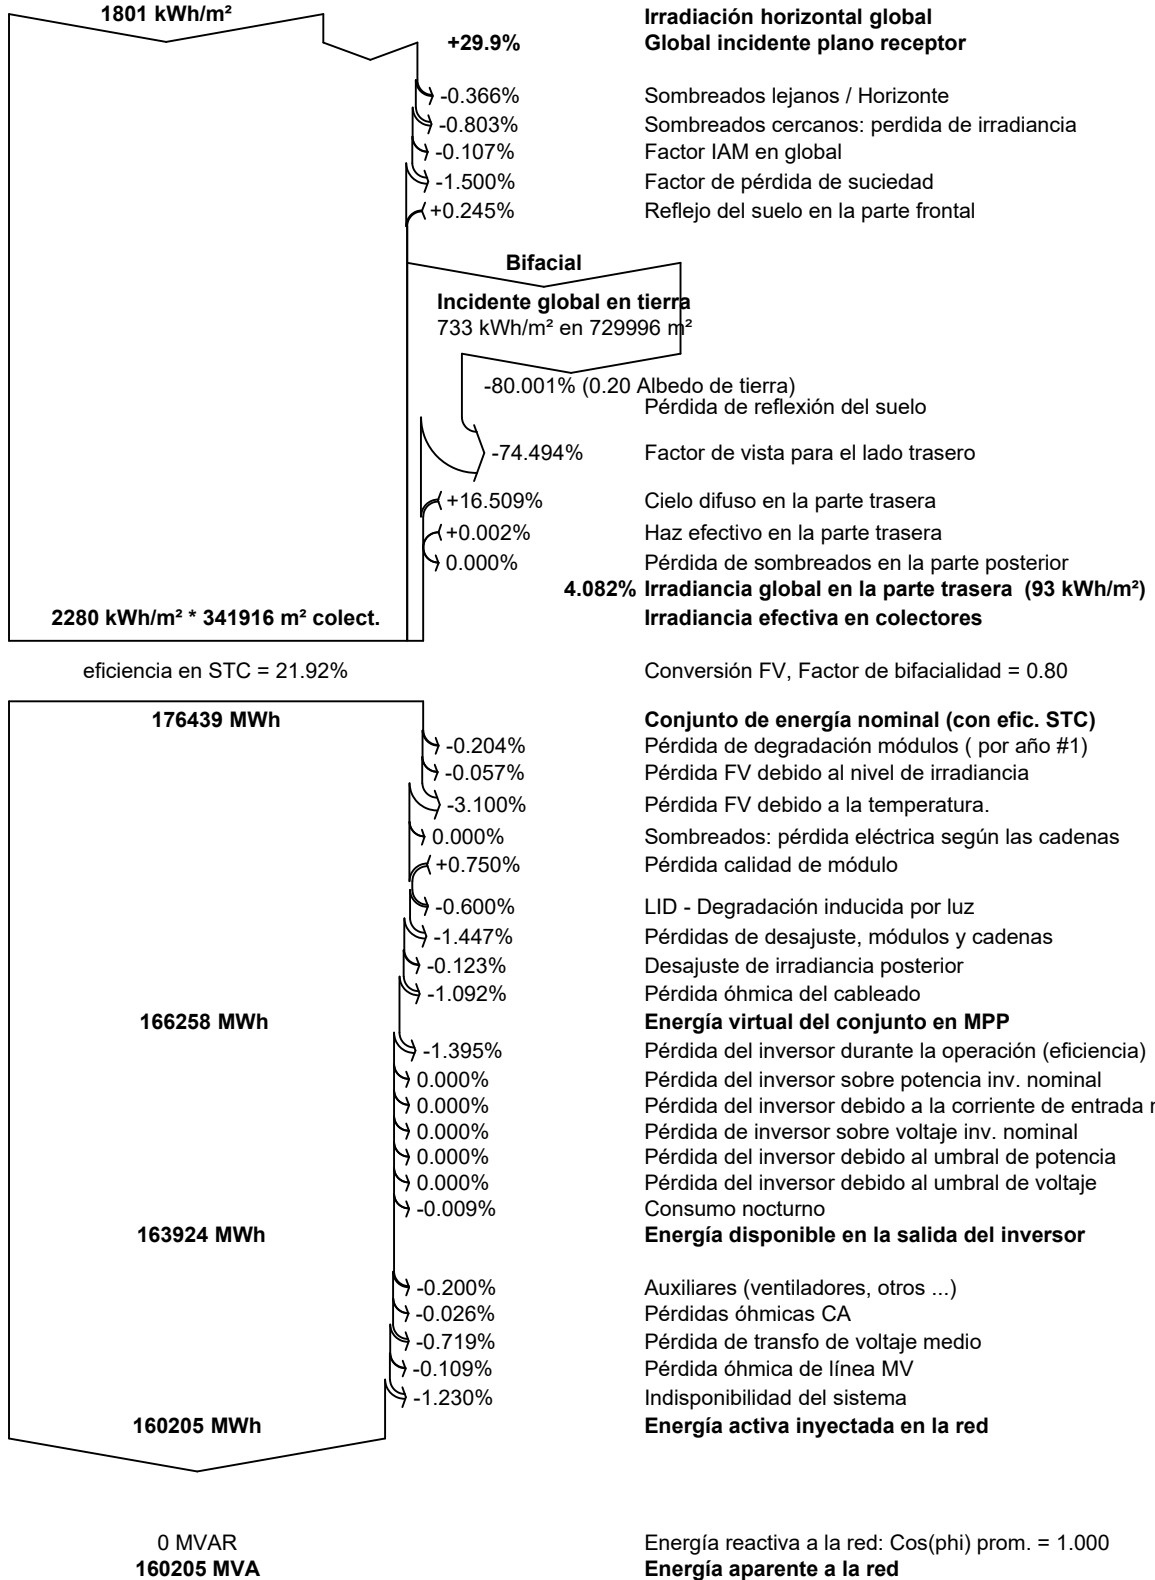 1801 kWh/m² Irradiación horizontal global
+29.9% Global incidente plano receptor
-0.366% Sombreados lejanos / Horizonte
-0.803% Sombreados cercanos: perdida de irradiancia
-0.107% Factor IAM en global
-1.500% Factor de pérdida de suciedad
+0.245% Reflejo del suelo en la parte frontal
Bifacial
Incidente global en tierra
733 kWh/m² en 729996 m²
-80.001% (0.20 Albedo de tierra)
Pérdida de reflexión del suelo
-74.494% Factor de vista para el lado trasero
+16.509% Cielo difuso en la parte trasera
+0.002% Haz efectivo en la parte trasera
0.000% Pérdida de sombreados en la parte posterior
4.082% Irradiancia global en la parte trasera (93 kWh/m²)
2280 kWh/m² * 341916 m² colect. Irradiancia efectiva en colectores
eficiencia en STC = 21.92% Conversión FV, Factor de bifacialidad = 0.80
176439 MWh Conjunto de energía nominal (con efic. STC)
-0.204% Pérdida de degradación módulos ( por año #1)
-0.057% Pérdida FV debido al nivel de irradiancia
-3.100% Pérdida FV debido a la temperatura.
0.000% Sombreados: pérdida eléctrica según las cadenas
+0.750% Pérdida calidad de módulo
-0.600% LID - Degradación inducida por luz
-1.447% Pérdidas de desajuste, módulos y cadenas
-0.123% Desajuste de irradiancia posterior
-1.092% Pérdida óhmica del cableado
166258 MWh Energía virtual del conjunto en MPP
-1.395% Pérdida del inversor durante la operación (eficiencia)
0.000% Pérdida del inversor sobre potencia inv. nominal
0.000% Pérdida del inversor debido a la corriente de entrada
0.000% Pérdida de inversor sobre voltaje inv. nominal
0.000% Pérdida del inversor debido al umbral de potencia
0.000% Pérdida del inversor debido al umbral de voltaje
-0.009% Consumo nocturno
163924 MWh Energía disponible en la salida del inversor
-0.200% Auxiliares (ventiladores, otros ...)
-0.026% Pérdidas óhmicas CA
-0.719% Pérdida de transfo de voltaje medio
-0.109% Pérdida óhmica de línea MV
-1.230% Indisponibilidad del sistema
160205 MWh Energía activa inyectada en la red
0 MVAR Energía reactiva a la red: Cos(phi) prom. = 1.000
160205 MVA Energía aparente a la red